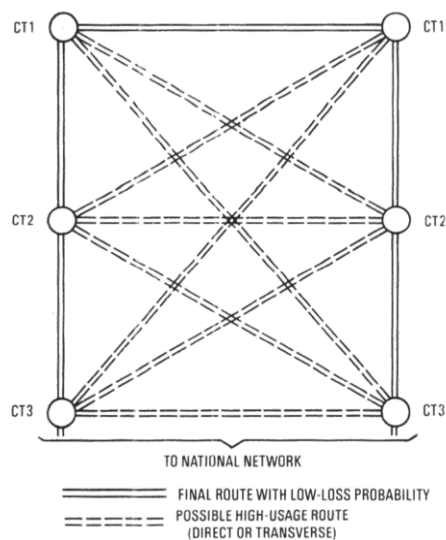 CT1 CT1
CT2 CT2
CT3 CT3
TO NATIONAL NETWORK
FINAL ROUTE WITH LOW-LOSS PROBABILITY
POSSIBLE HIGH-USAGE ROUTE
(DIRECT OR TRANSVERSE)